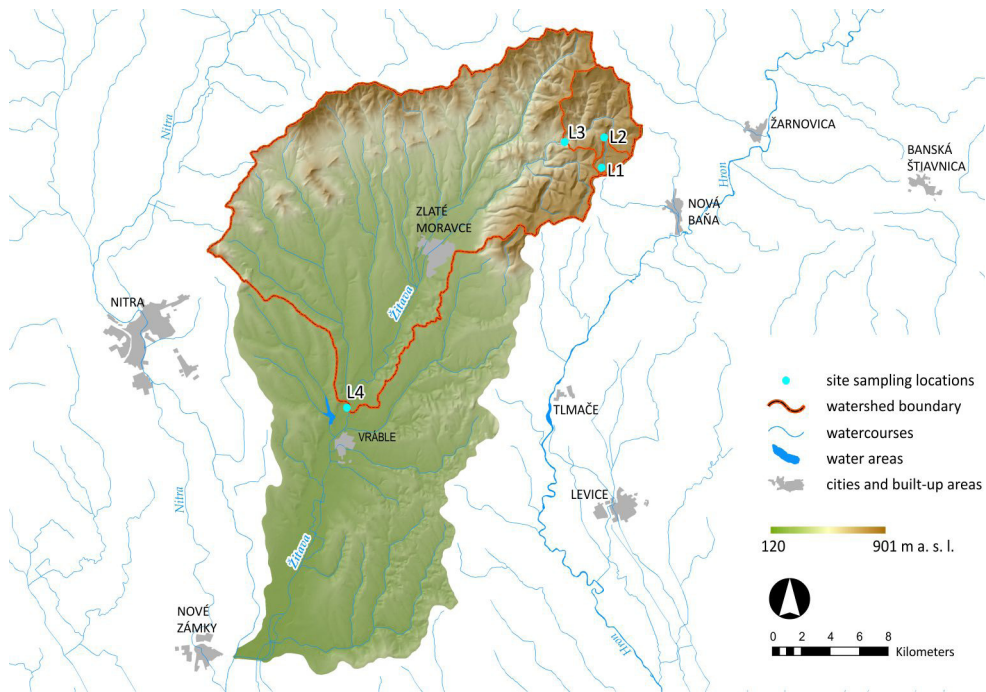 Nitra
ŽARNOVICA
L3
L2
BANSKÁ
ŠTIAVNICA
L1
Hron
NOVÁ
BAŇA
ZLATÉ
MORAVCE
NITRA
Žitava
L4
TLMAČE
VRÁBLE
LEVICE
Nitra
Žitava
NOVÉ
ZÁMKY
Hron
site sampling locations
watershed boundary
watercourses
water areas
cities and built-up areas
120
901 m a. s. l.
0 2 4 6 8
Kilometers